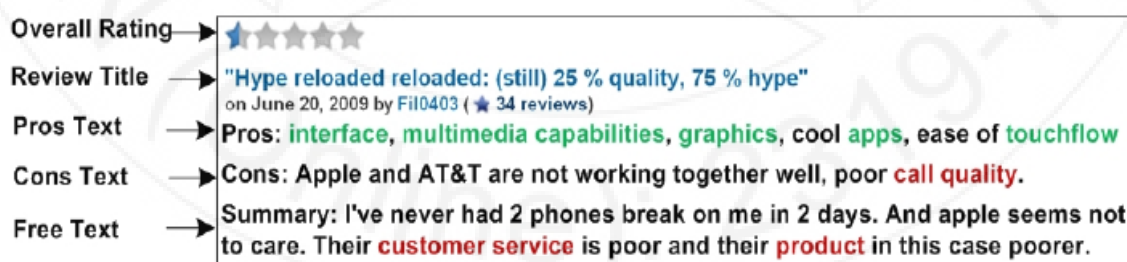 Overall Rating
Review Title "Hype reloaded reloaded: (still) 25 % quality, 75 % hype"
on June 20, 2009 by Fil0403 ( 34 reviews)
Pros Text Pros: interface, multimedia capabilities, graphics, cool apps, ease of touchflow
Cons Text Cons: Apple and AT&T are not working together well, poor call quality.
Free Text Summary: I've never had 2 phones break on me in 2 days. And apple seems not
to care. Their customer service is poor and their product in this case poorer.